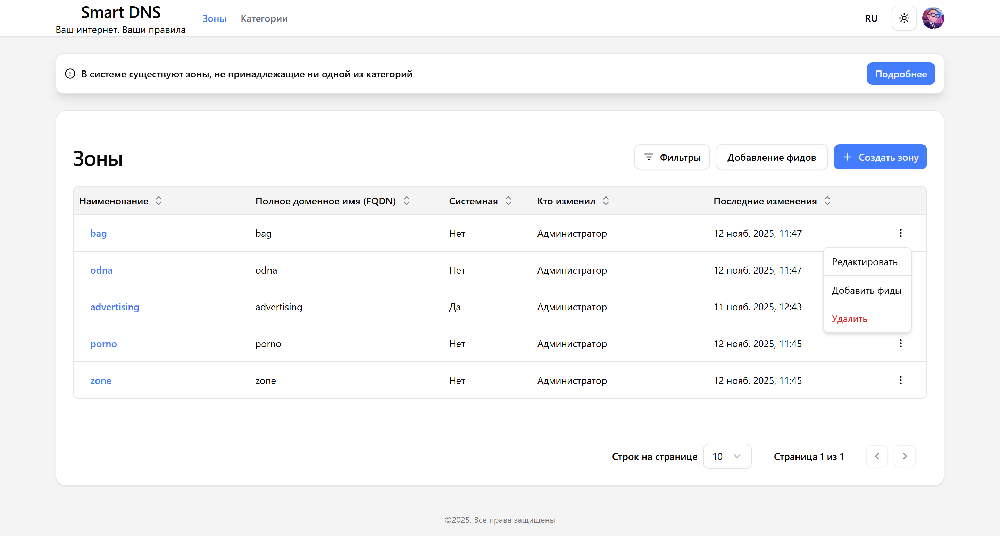 Smart DNS
Ваш интернет. Ваши правила
Зоны
Категории
RU
В системе существуют зоны, не принадлежащие ни одной из категорий
Подробнее
Зоны
Фильтры
Добавление фидов
Создать зону
Наименование Полное доменное имя (FQDN) Системная Кто изменил Последние изменения
bag bag Нет Администратор 12 нояб. 2025, 11:47
odna odna Нет Администратор 12 нояб. 2025, 11:47
advertising advertising Да Администратор 11 нояб. 2025, 12:43
porno porno Нет Администратор 12 нояб. 2025, 11:45
zone zone Нет Администратор 12 нояб. 2025, 11:45
Редактировать
Добавить фиды
Удалить
Строк на странице 10 Страница 1 из 1
©2025. Все права защищены